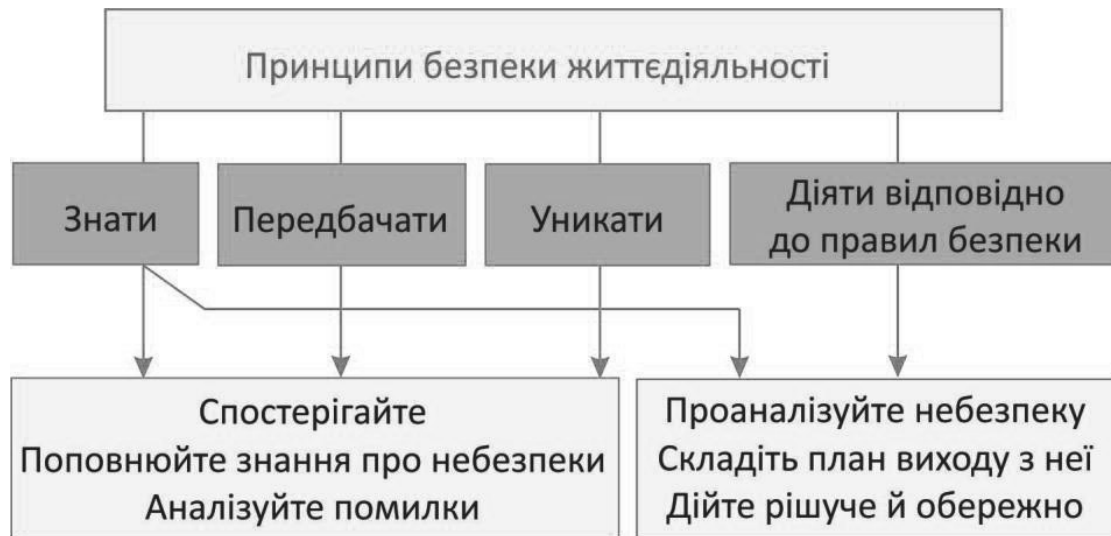 Принципи безпеки життєдіяльності
Знати
Передбачати
Уникати
Діяти відповідно
до правил безпеки
Спостерігайте
Поповнюйте знання про небезпеки
Аналізуйте помилки
Проаналізуйте небезпеку
Складіть план виходу з неї
Дійте рішуче й обережно